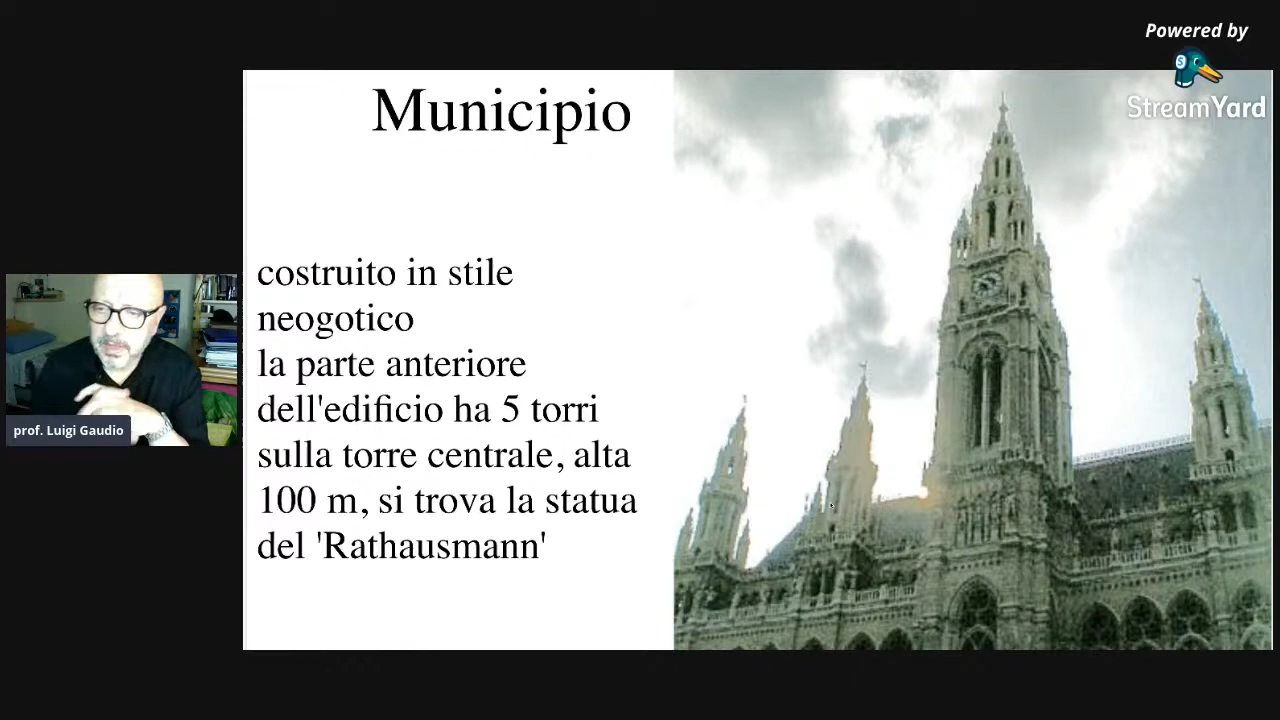 Powered by
StreamYard
Municipio
costruito in stile
neogotico
la parte anteriore
dell'edificio ha 5 torri
sulla torre centrale, alta
100 m, si trova la statua
del 'Rathausmann'
prof. Luigi Gaudio